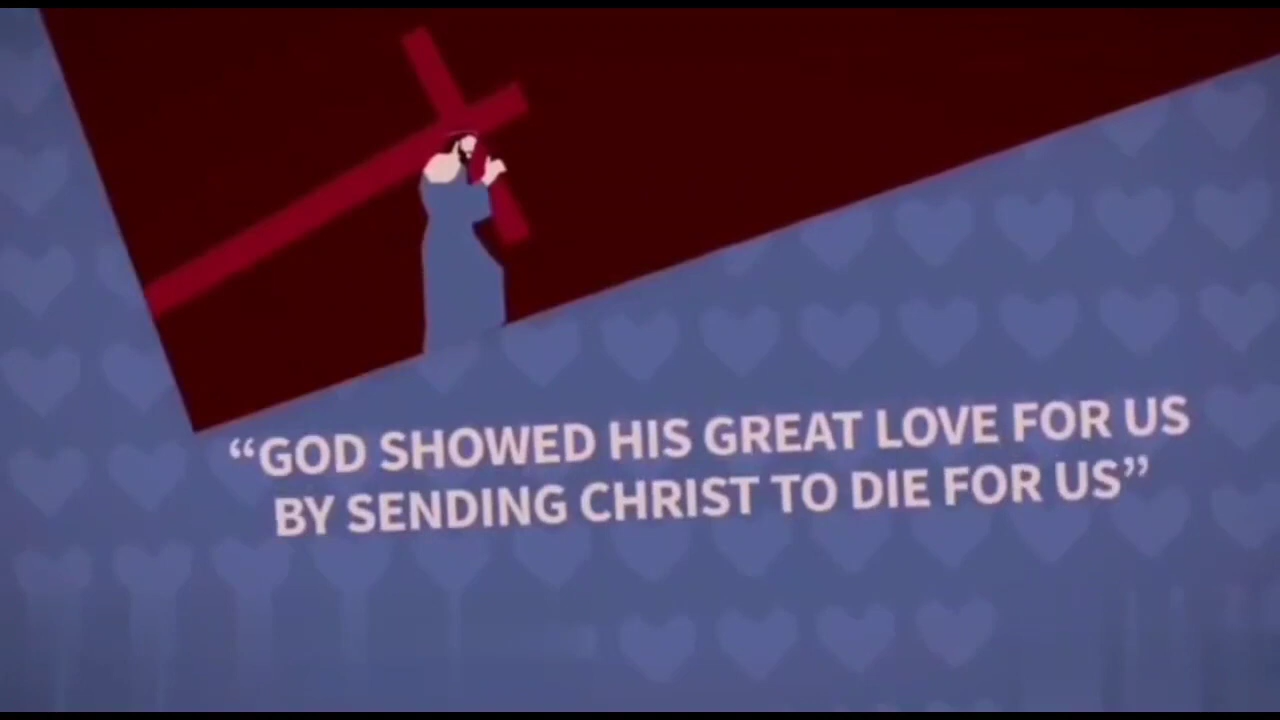 “GOD SHOWED HIS GREAT LOVE FOR US
BY SENDING CHRIST TO DIE FOR US”